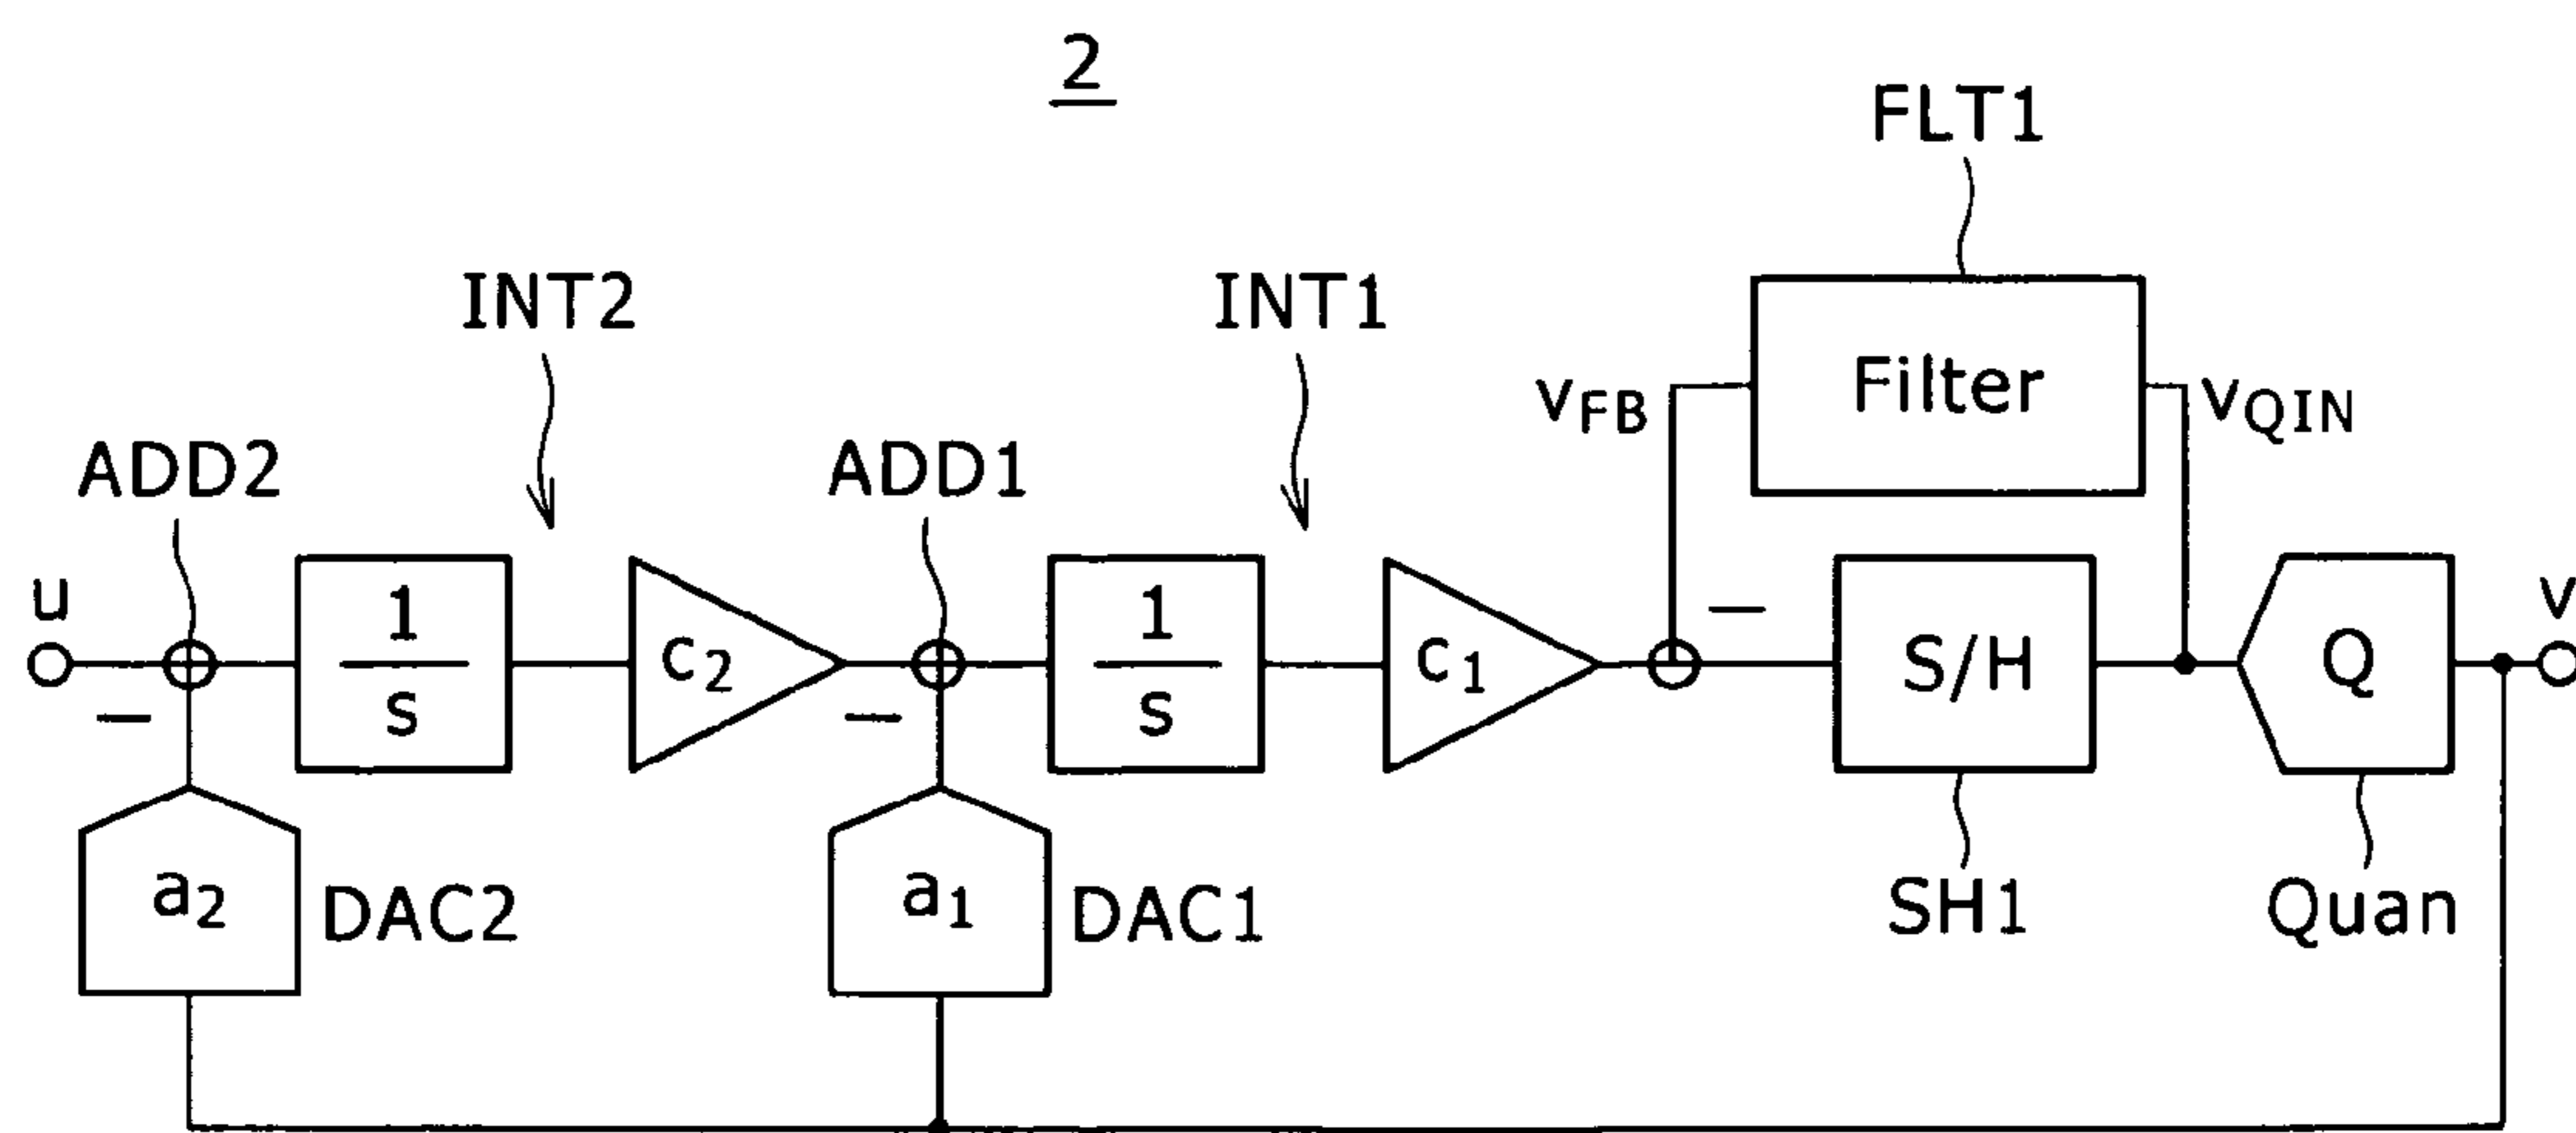 2
FLT1
INT2
INT1
Filter
vFB
vQIN
ADD2
ADD1
u
1
s
c2
1
s
c1
S/H
Q
v
−
−
−
a2
DAC2
a1
DAC1
SH1
Quan